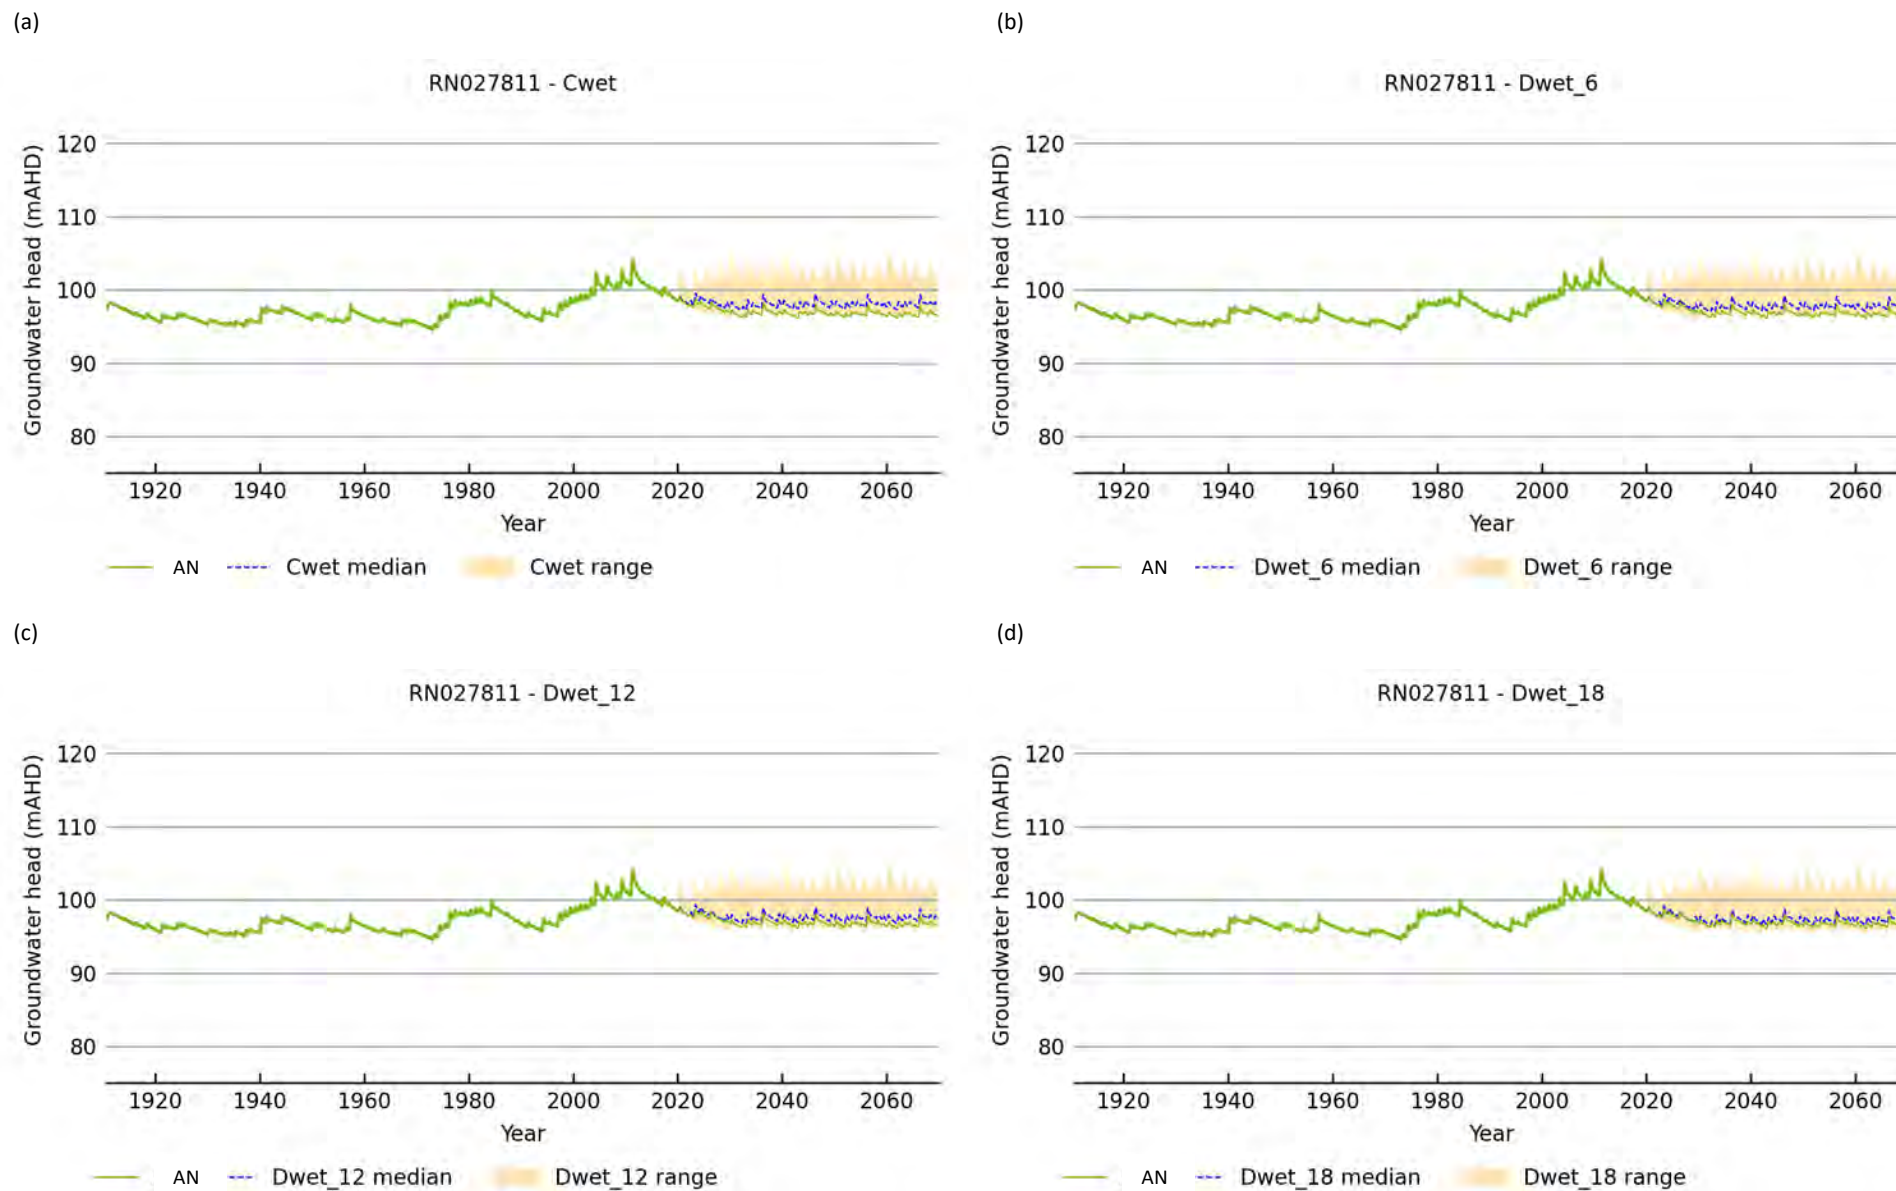 (a)
RN027811 - Cwet
Groundwater head (mAHD)
120
110
100
90
80
1920 1940 1960 1980 2000 2020 2040 2060
Year
AN Cwet median Cwet range
(b)
RN027811 - Dwet_6
Groundwater head (mAHD)
120
110
100
90
80
1920 1940 1960 1980 2000 2020 2040 2060
Year
AN Dwet_6 median Dwet_6 range
(c)
RN027811 - Dwet_12
Groundwater head (mAHD)
120
110
100
90
80
1920 1940 1960 1980 2000 2020 2040 2060
Year
AN Dwet_12 median Dwet_12 range
(d)
RN027811 - Dwet_18
Groundwater head (mAHD)
120
110
100
90
80
1920 1940 1960 1980 2000 2020 2040 2060
Year
AN Dwet_18 median Dwet_18 range